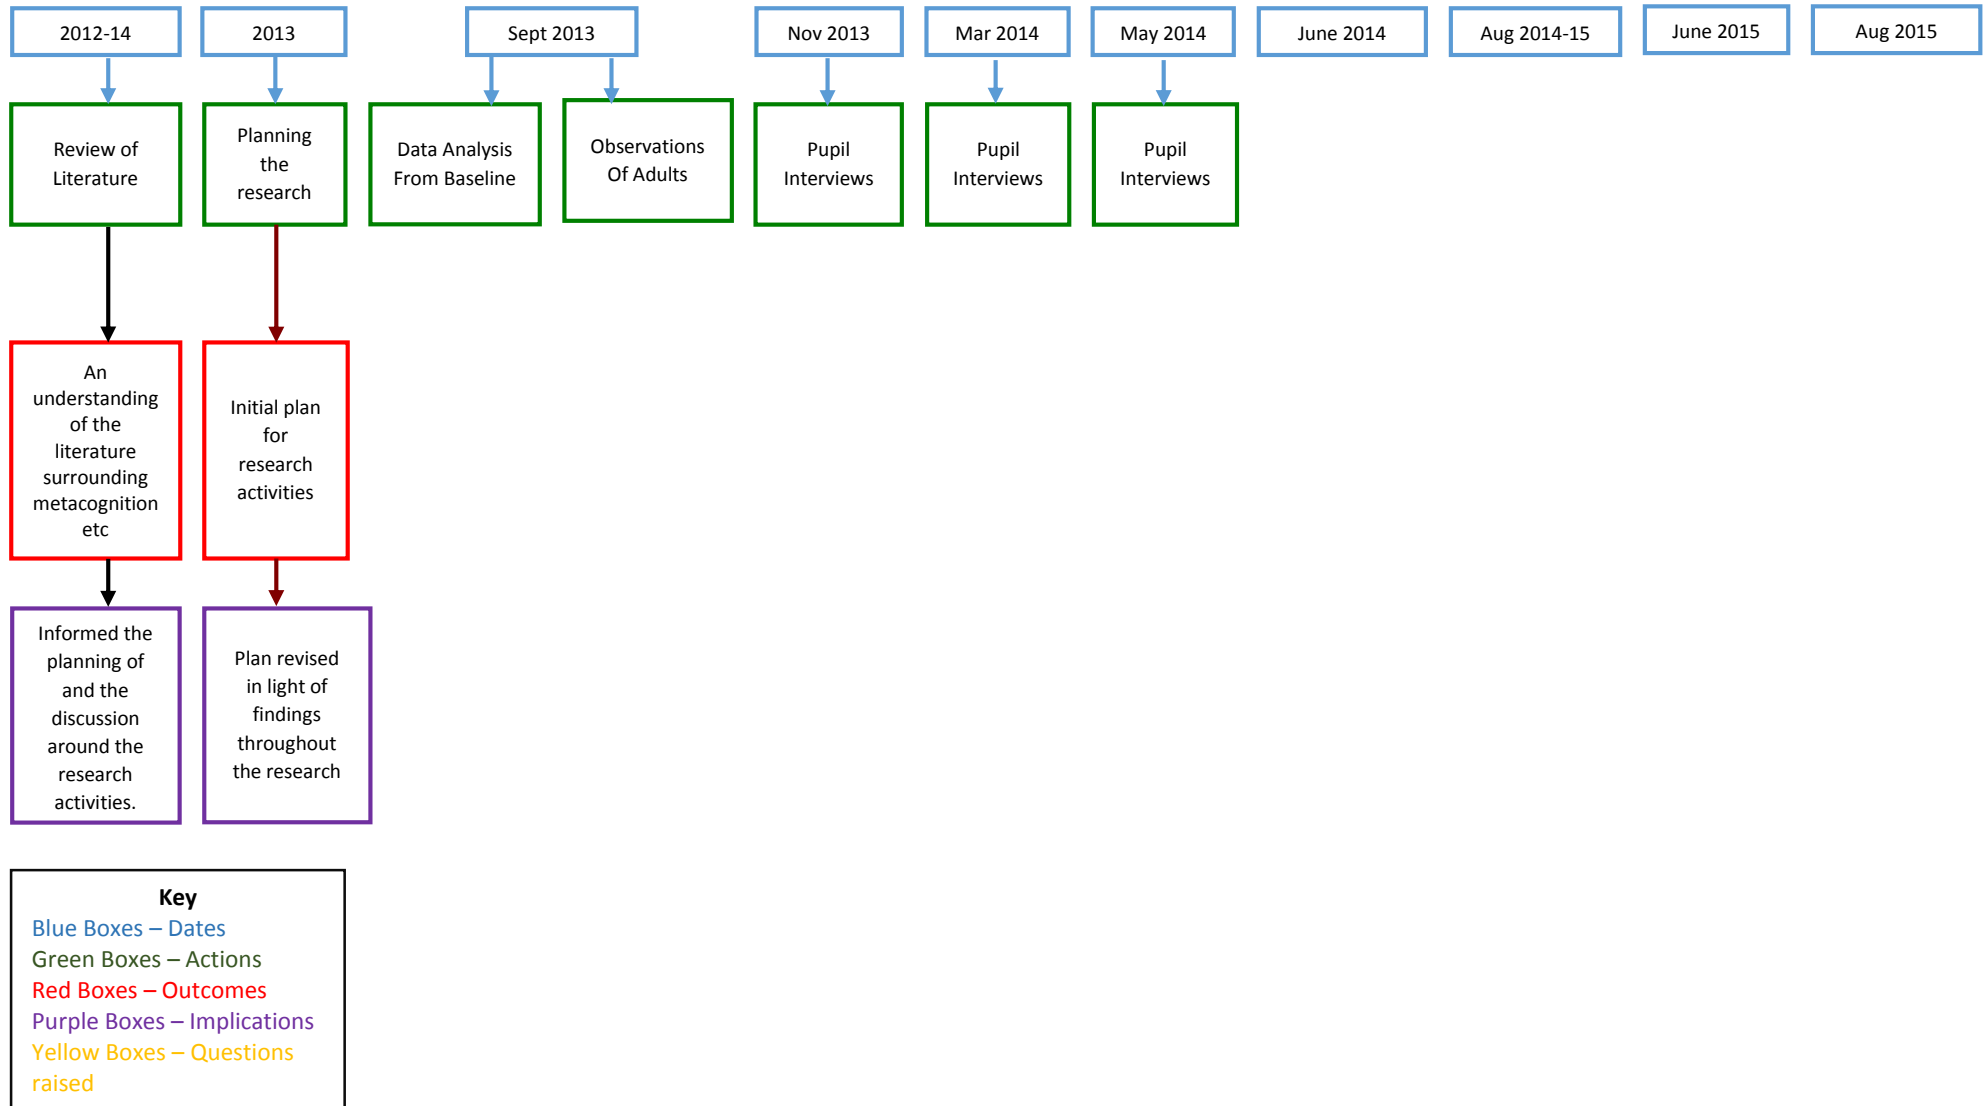 2012-14
2013
Sept 2013
Nov 2013
Mar 2014
May 2014
June 2014
Aug 2014-15
June 2015
Aug 2015
Review of
Literature
Planning
the
research
Data Analysis
From Baseline
Observations
Of Adults
Pupil
Interviews
Pupil
Interviews
Pupil
Interviews
An
understanding
of the
literature
surrounding
metacognition
etc
Initial plan
for
research
activities
Informed the
planning of
and the
discussion
around the
research
activities.
Plan revised
in light of
findings
throughout
the research
Key
Blue Boxes – Dates
Green Boxes – Actions
Red Boxes – Outcomes
Purple Boxes – Implications
Yellow Boxes – Questions
raised